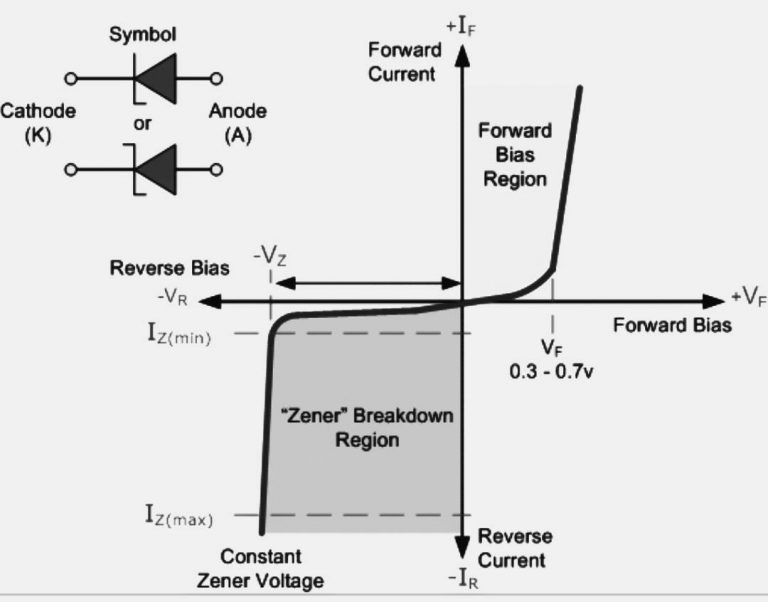 Symbol
Cathode
(K)
or
Anode
(A)
+IF
Forward
Current
Forward
Bias
Region
-VZ
Reverse Bias
-VR
+VF
Forward Bias
IZ(min)
VF
0.3 - 0.7v
"Zener" Breakdown
Region
IZ(max)
Constant
Zener Voltage
Reverse
Current
-IR